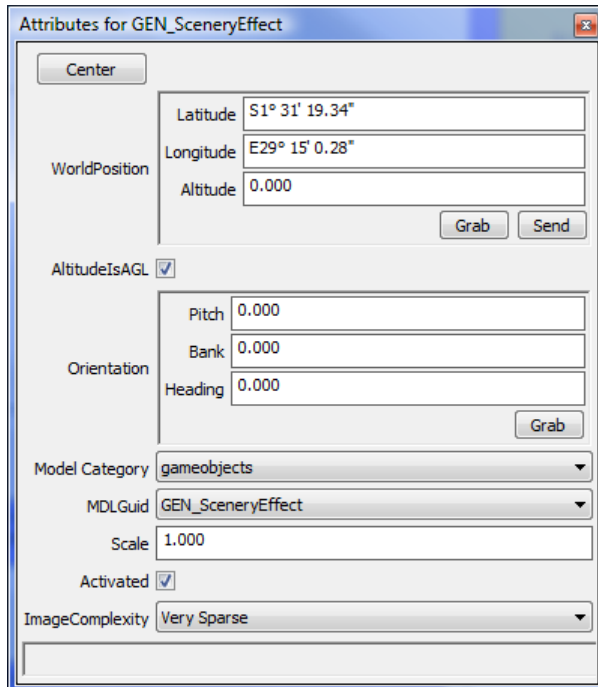 Attributes for GEN_SceneryEffect
Center
WorldPosition
Latitude S1° 31' 19.34"
Longitude E29° 15' 0.28"
Altitude 0.000
Grab Send
AltitudeIsAGL
Orientation
Pitch 0.000
Bank 0.000
Heading 0.000
Grab
Model Category gameobjects
MDLGuid GEN_SceneryEffect
Scale 1.000
Activated
ImageComplexity Very Sparse